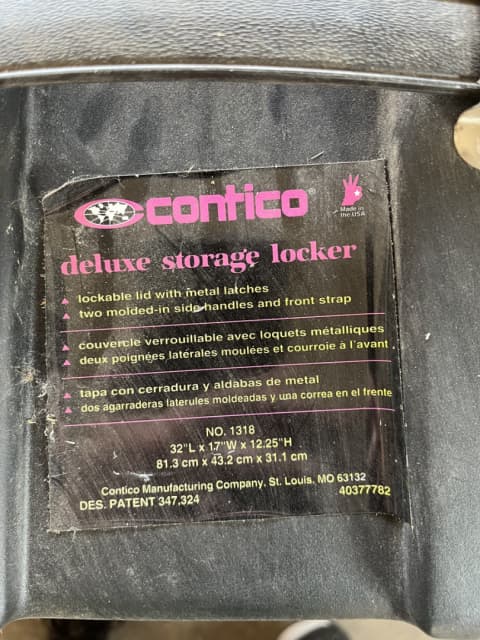 contico®
Made in
the USA
deluxe storage locker
lockable lid with metal latches
two molded-in side handles and front strap
couvercle verrouillable avec loquets métalliques
deux poignées latérales moulées et courroie à l'avant
tapa con cerradura y aldabas de metal
dos agarraderas laterules moldeadas y una correa en el frente
NO. 1318
32"L x 17"W x 12.25"H
81.3 cm x 43.2 cm x 31.1 cm
Contico Manufacturing Company, St. Louis, MO 63132
DES. PATENT 347,324
40377782